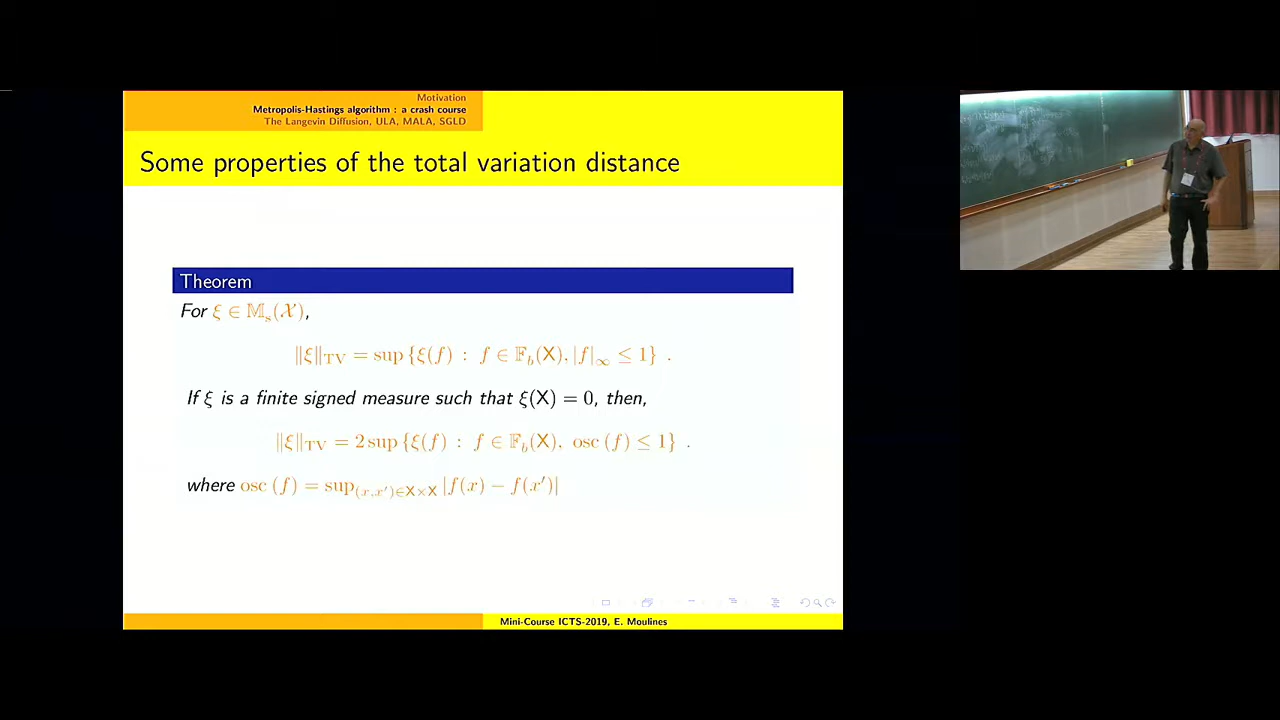 Motivation
Metropolis-Hastings algorithm : a crash course
The Langevin Diffusion, ULA, MALA, SGLD
Some properties of the total variation distance
Theorem
For ξ ∈ 𝕄ₛ(𝒳),
‖ξ‖_TV = sup {ξ(f) : f ∈ 𝔽_b(X), |f|_∞ ≤ 1} .
If ξ is a finite signed measure such that ξ(X) = 0, then,
‖ξ‖_TV = 2 sup {ξ(f) : f ∈ 𝔽_b(X), osc (f) ≤ 1} .
where osc (f) = sup_(x,x′)∈X×X |f(x) − f(x′)|
Mini-Course ICTS-2019, E. Moulines